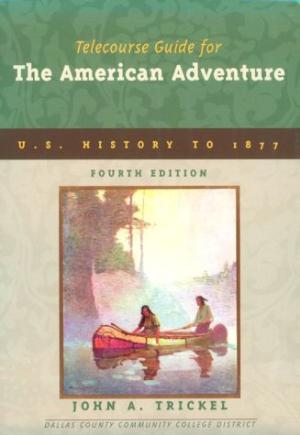 Telecourse Guide for
The American Adventure
U.S. HISTORY TO 1877
FOURTH EDITION
JOHN A. TRICKEL
DALLAS COUNTY COMMUNITY COLLEGE DISTRICT